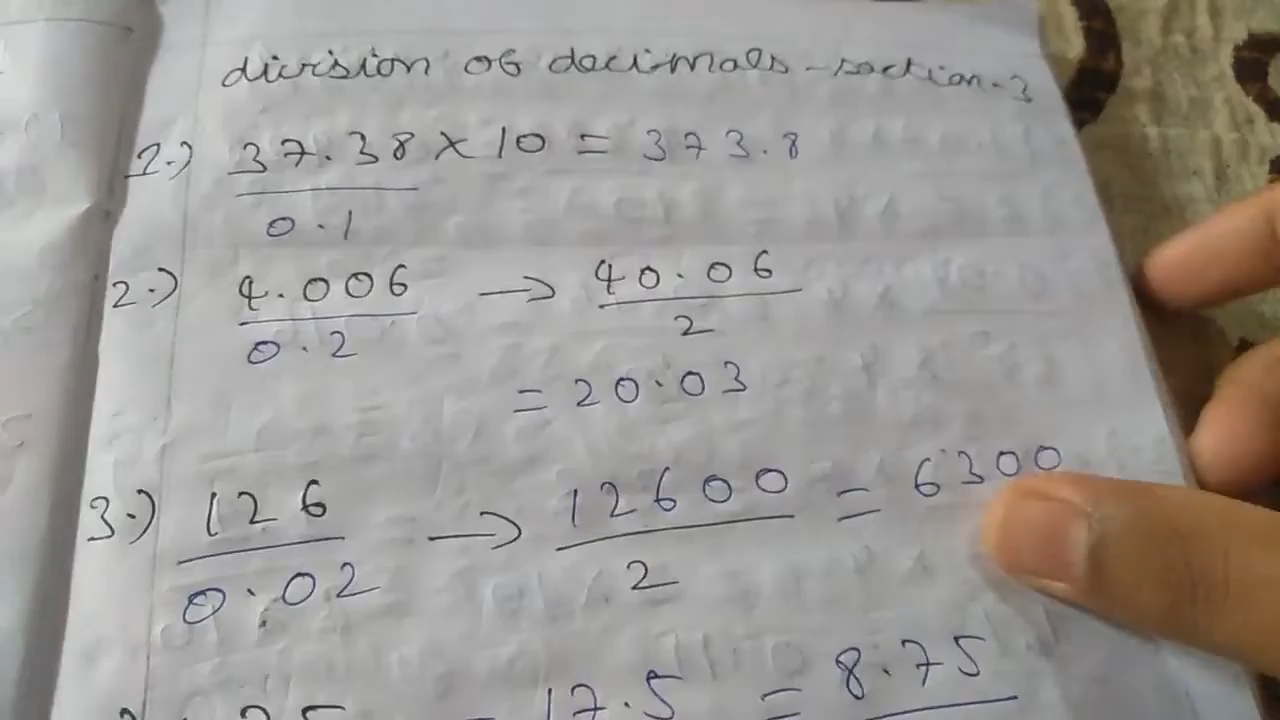 division of decimals - section-3
1.) 37.38 × 10 = 373.8
0.1
2.) 4.006 → 40.06
0.2 2
= 20.03
3.) 126 → 12600 = 6300
0.02 2
17.5 = 8.75